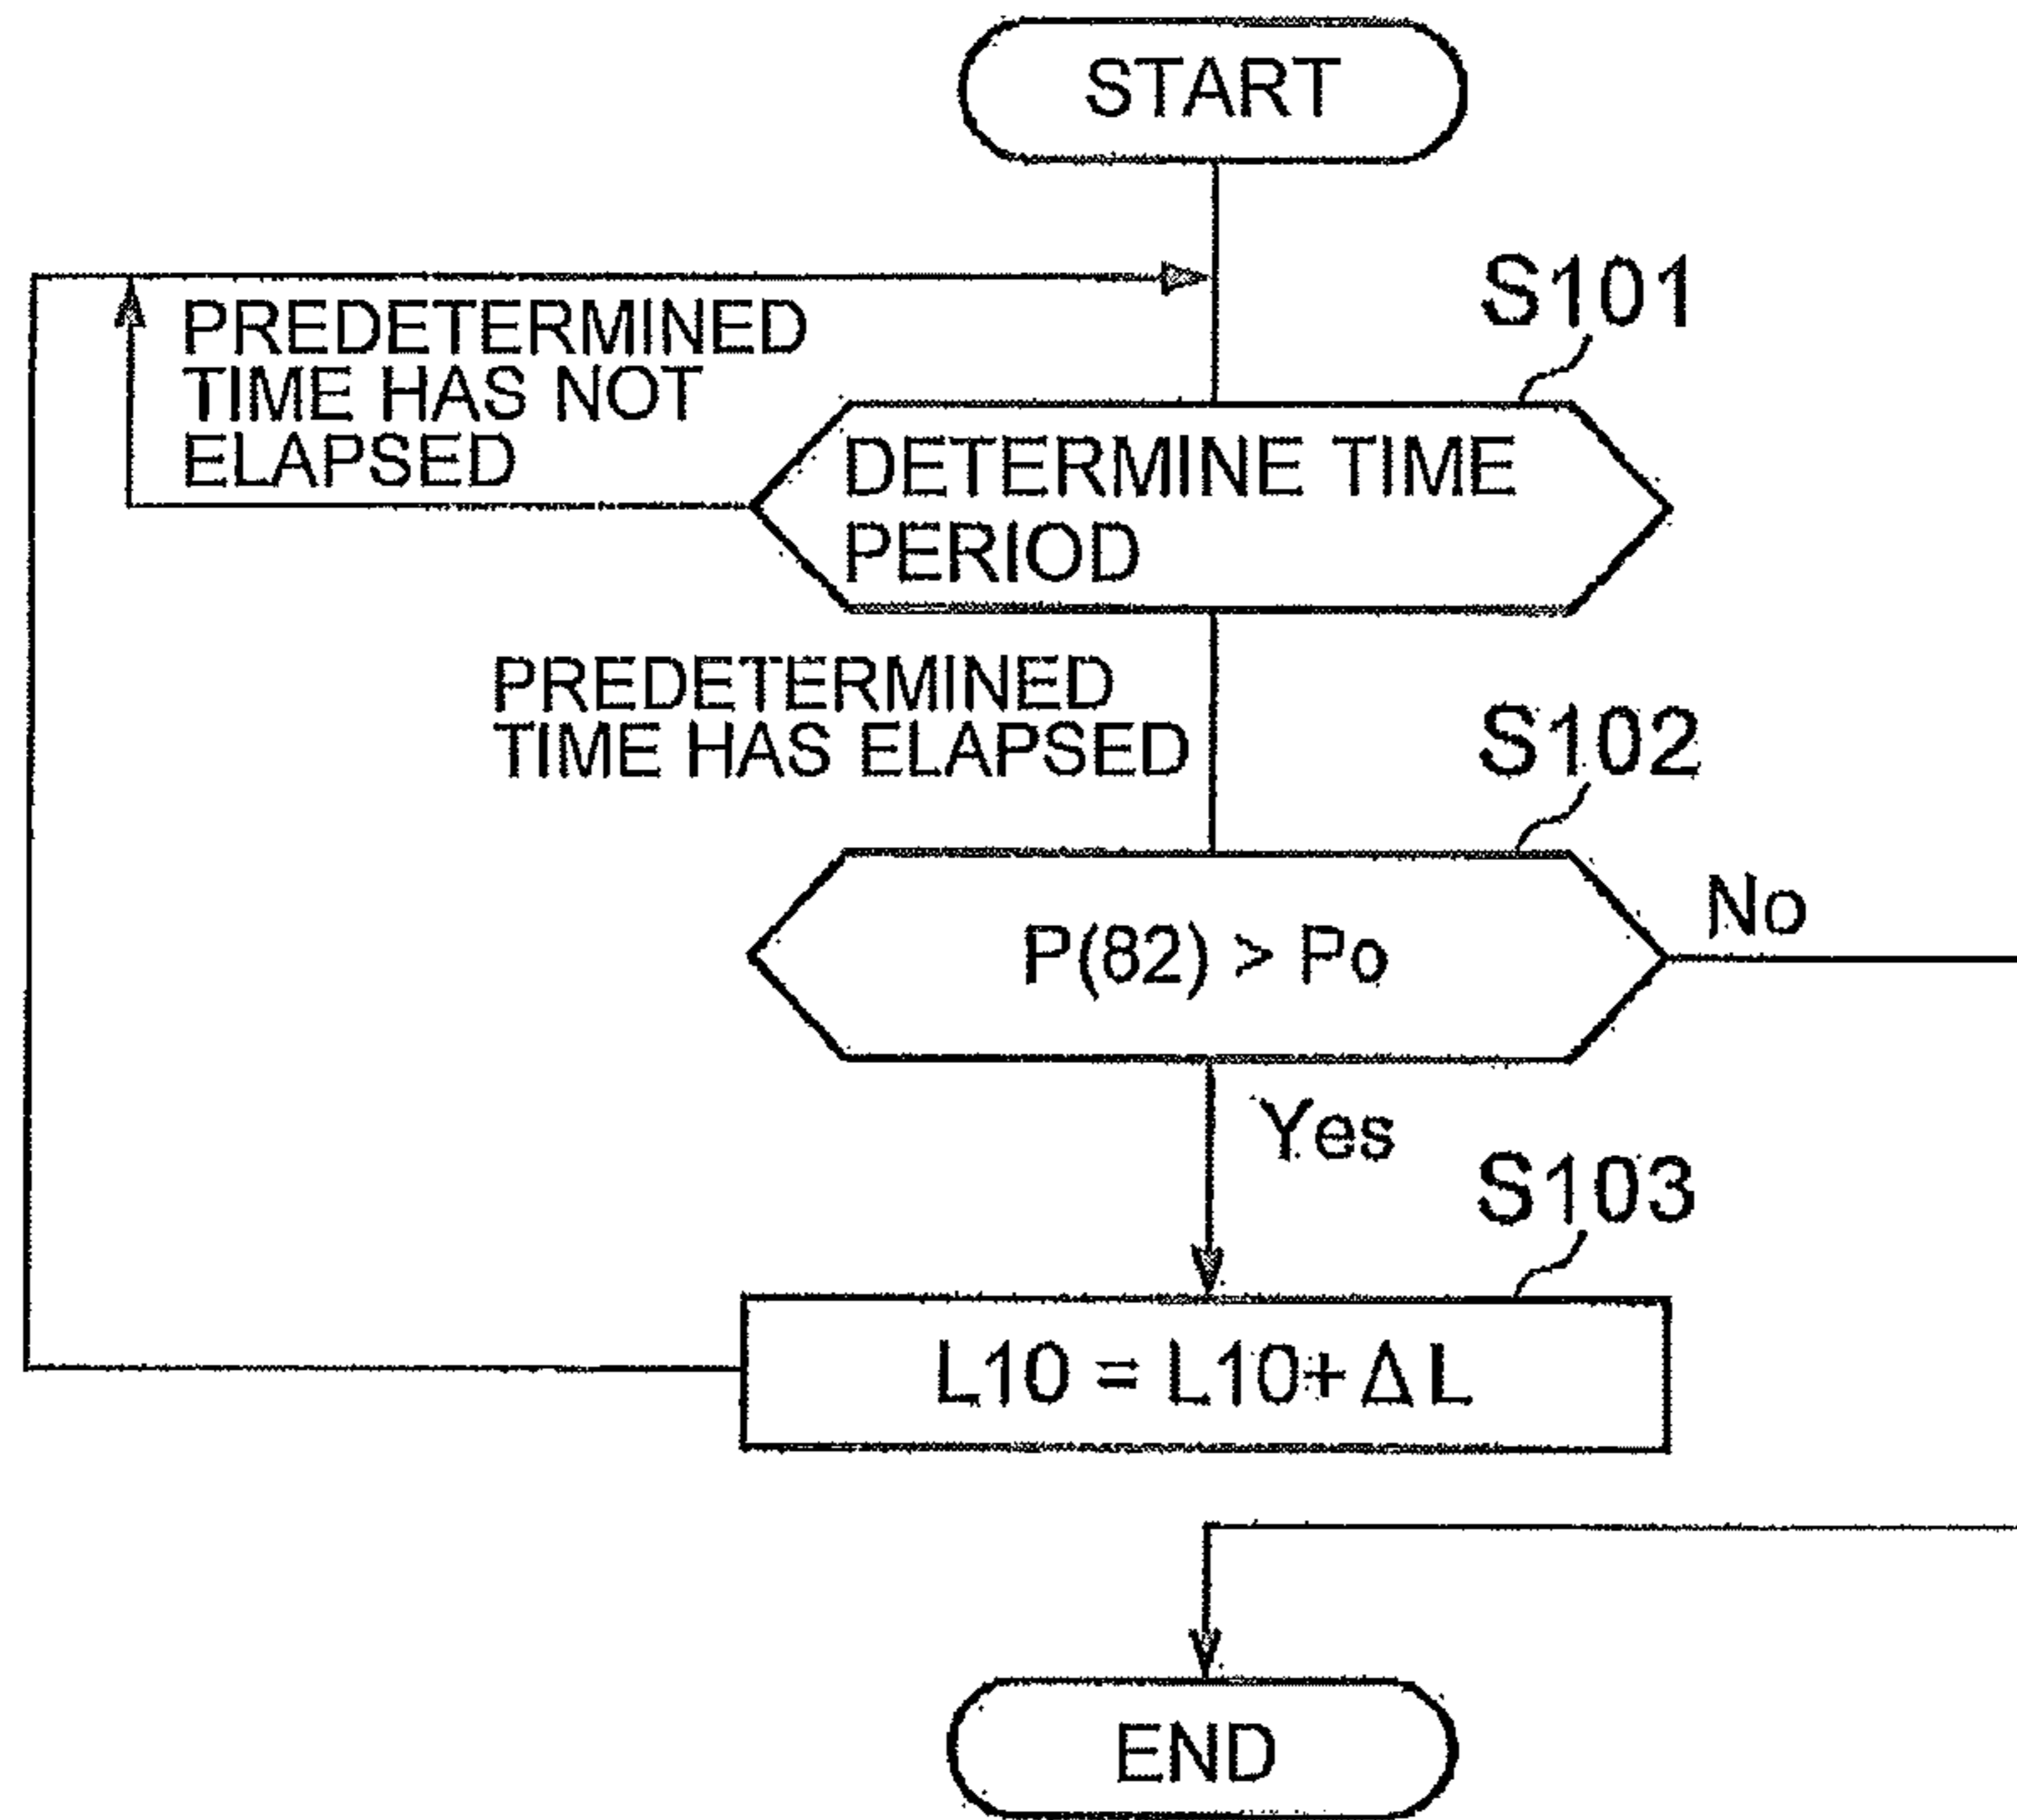 START
S101
PREDETERMINED
TIME HAS NOT
ELAPSED
DETERMINE TIME
PERIOD
PREDETERMINED
TIME HAS ELAPSED
S102
P(82) > Po
No
Yes
S103
L10 = L10+ΔL
END